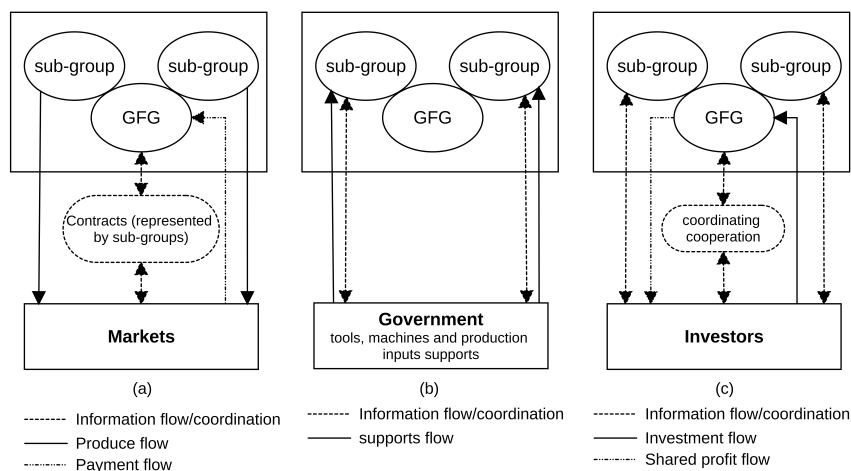 sub-group
sub-group
GFG
Contracts (represented
by sub-groups)
Markets
(a)
Information flow/coordination
Produce flow
Payment flow
sub-group
sub-group
GFG
Government
tools, machines and production
inputs supports
(b)
Information flow/coordination
supports flow
sub-group
sub-group
GFG
coordinating
cooperation
Investors
(c)
Information flow/coordination
Investment flow
Shared profit flow